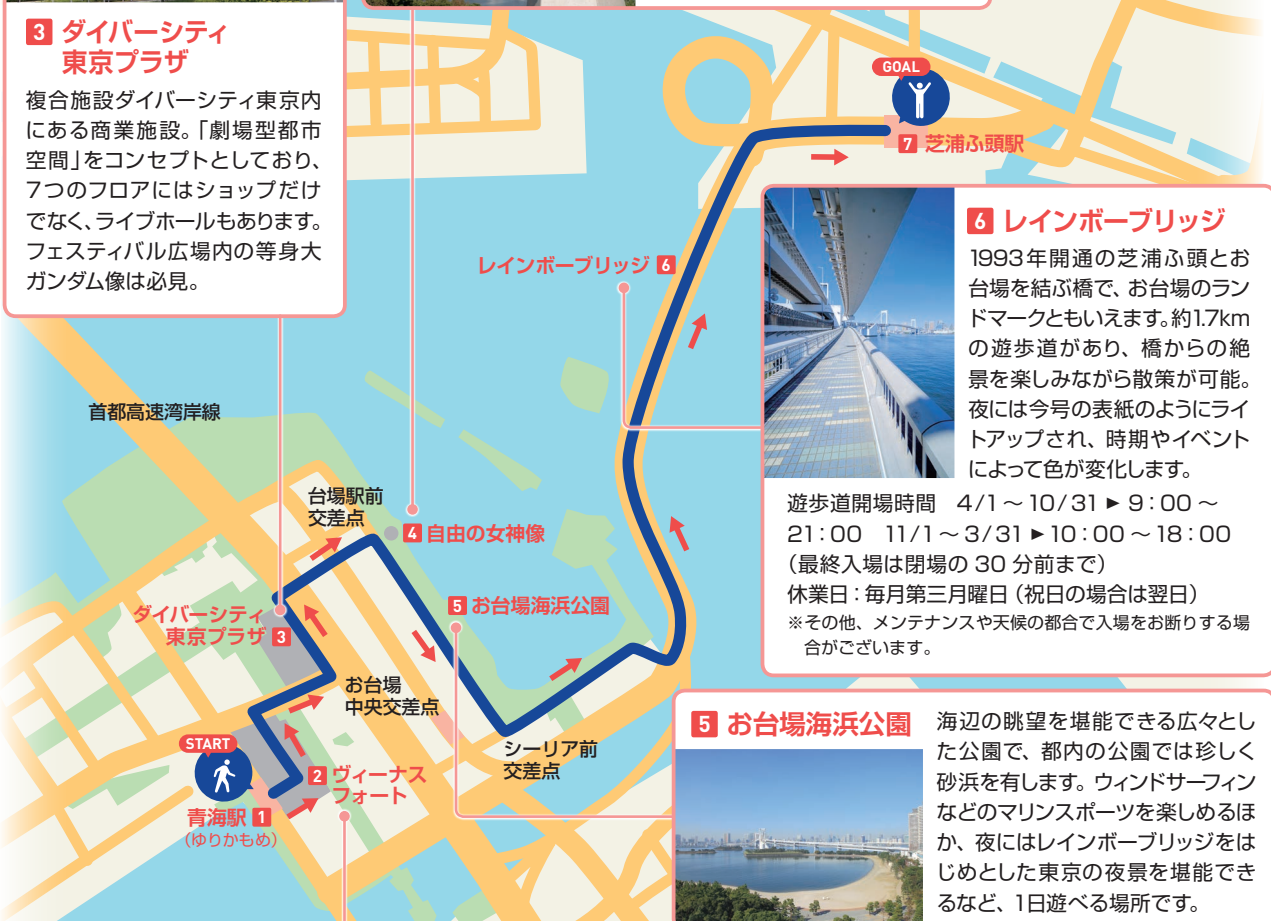 3 ダイバーシティ
東京プラザ
複合施設ダイバーシティ東京内
にある商業施設。「劇場型都市
空間」をコンセプトとしており、
7つのフロアにはショップだけ
でなく、ライブホールもあります。
フェスティバル広場内の等身大
ガンダム像は必見。
GOAL
7 芝浦ふ頭駅
レインボーブリッジ 6
6 レインボーブリッジ
1993年開通の芝浦ふ頭とお
台場を結ぶ橋で、お台場のラン
ドマークともいえます。約1.7km
の遊歩道があり、橋からの絶
景を楽しみながら散策が可能。
夜には今号の表紙のようにライ
トアップされ、時期やイベント
によって色が変化します。
遊歩道開場時間 4/1～10/31 ► 9:00～
21:00 11/1～3/31 ► 10:00～18:00
(最終入場は閉場の 30 分前まで)
休業日:毎月第三月曜日(祝日の場合は翌日)
※その他、メンテナンスや天候の都合で入場をお断りする場
合がございます。
首都高速湾岸線
台場駅前
交差点
4 自由の女神像
5 お台場海浜公園
ダイバーシティ
東京プラザ 3
お台場
中央交差点
シーリア前
交差点
START
2 ヴィーナス
フォート
青海駅 1
(ゆりかもめ)
5 お台場海浜公園
海辺の眺望を堪能できる広々とし
た公園で、都内の公園では珍しく
砂浜を有します。ウィンドサーフィン
などのマリンスポーツを楽しめるほ
か、夜にはレインボーブリッジをは
じめとした東京の夜景を堪能でき
るなど、1日遊べる場所です。